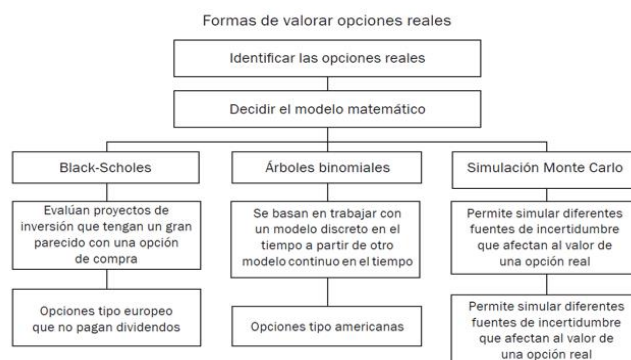 Formas de valorar opciones reales
Identificar las opciones reales
Decidir el modelo matemático
Black-Scholes
Evalúan proyectos de
inversión que tengan un gran
parecido con una opción
de compra
Opciones tipo europeo
que no pagan dividendos
Árboles binomiales
Se basan en trabajar con
un modelo discreto en el
tiempo a partir de otro
modelo continuo en el tiempo
Opciones tipo americanas
Simulación Monte Carlo
Permite simular diferentes
fuentes de incertidumbre
que afectan al valor de
una opción real
Permite simular diferentes
fuentes de incertidumbre
que afectan al valor de
una opción real